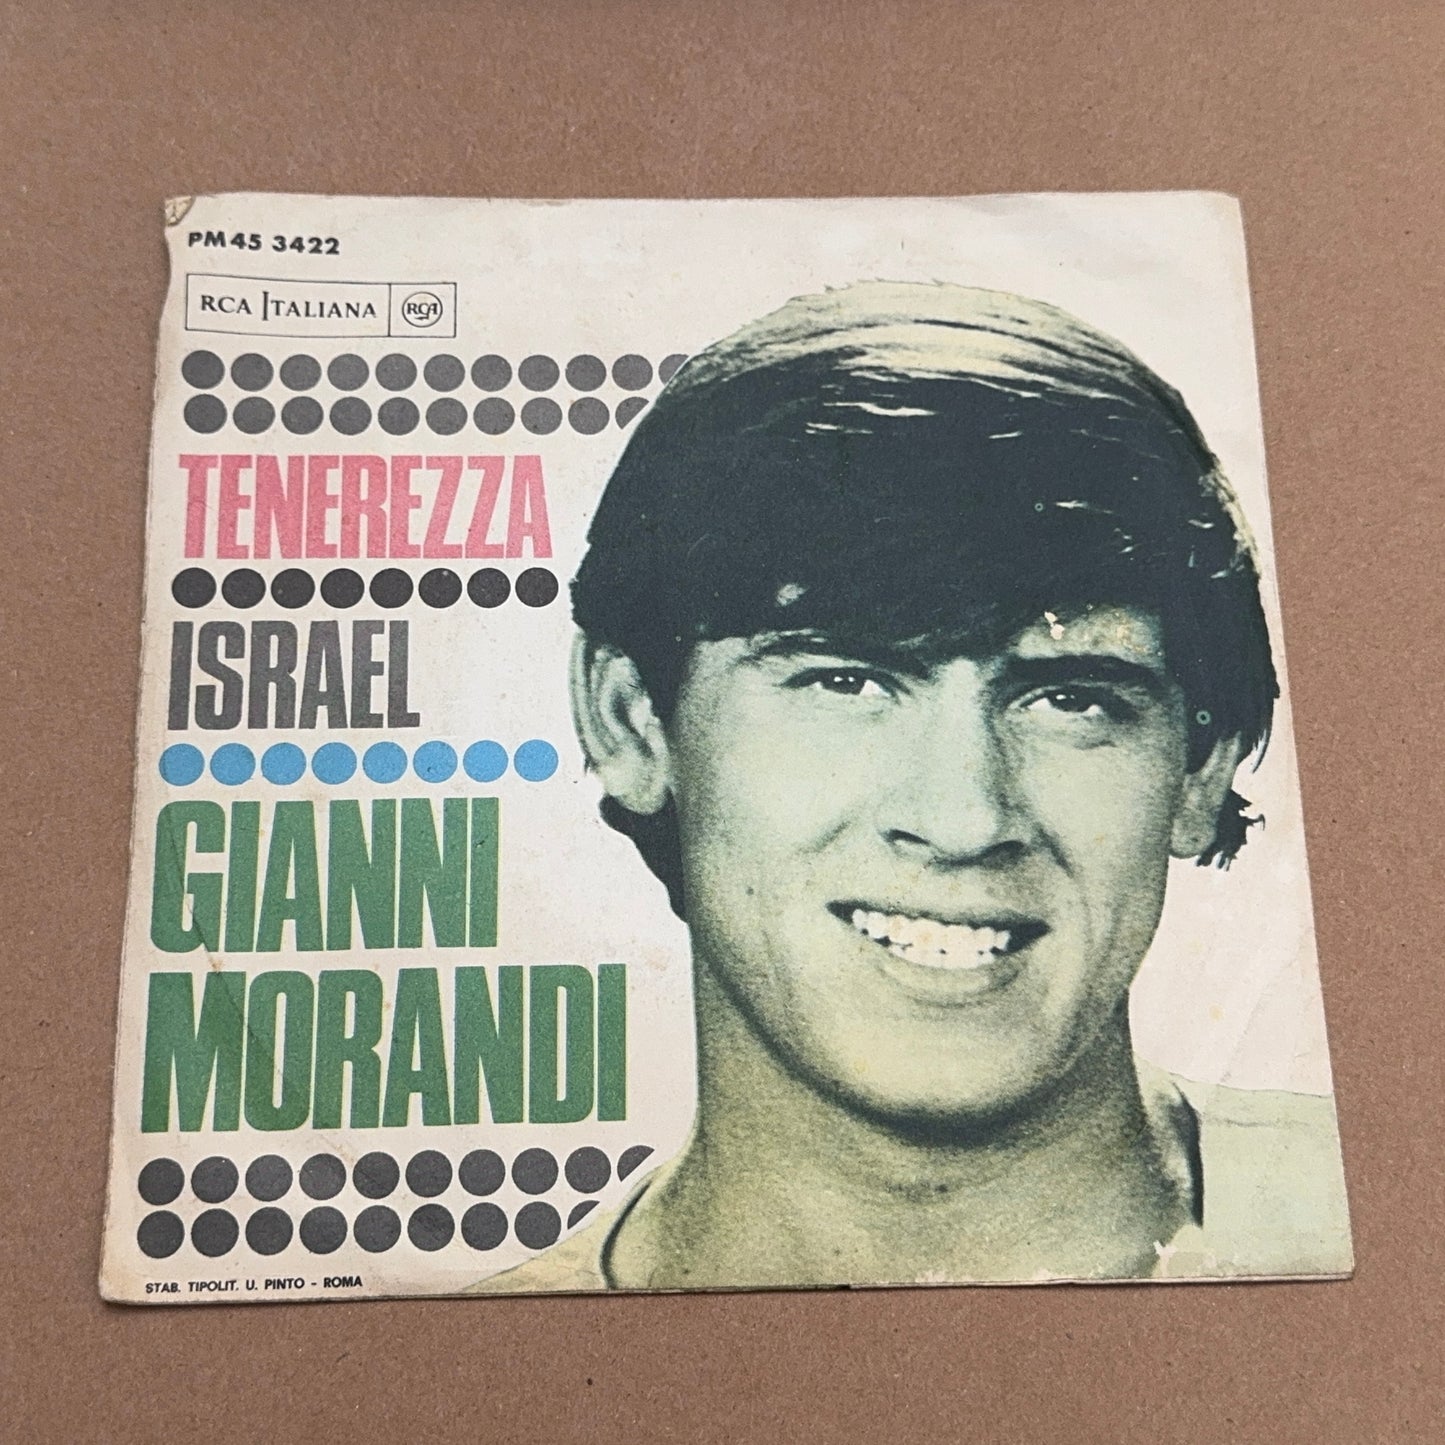 PM45 3422
RCA ITALIANA RCA
TENEREZZA
ISRAEL
GIANNI
MORANDI
STAB. TIPOLIT. U. PINTO - ROMA